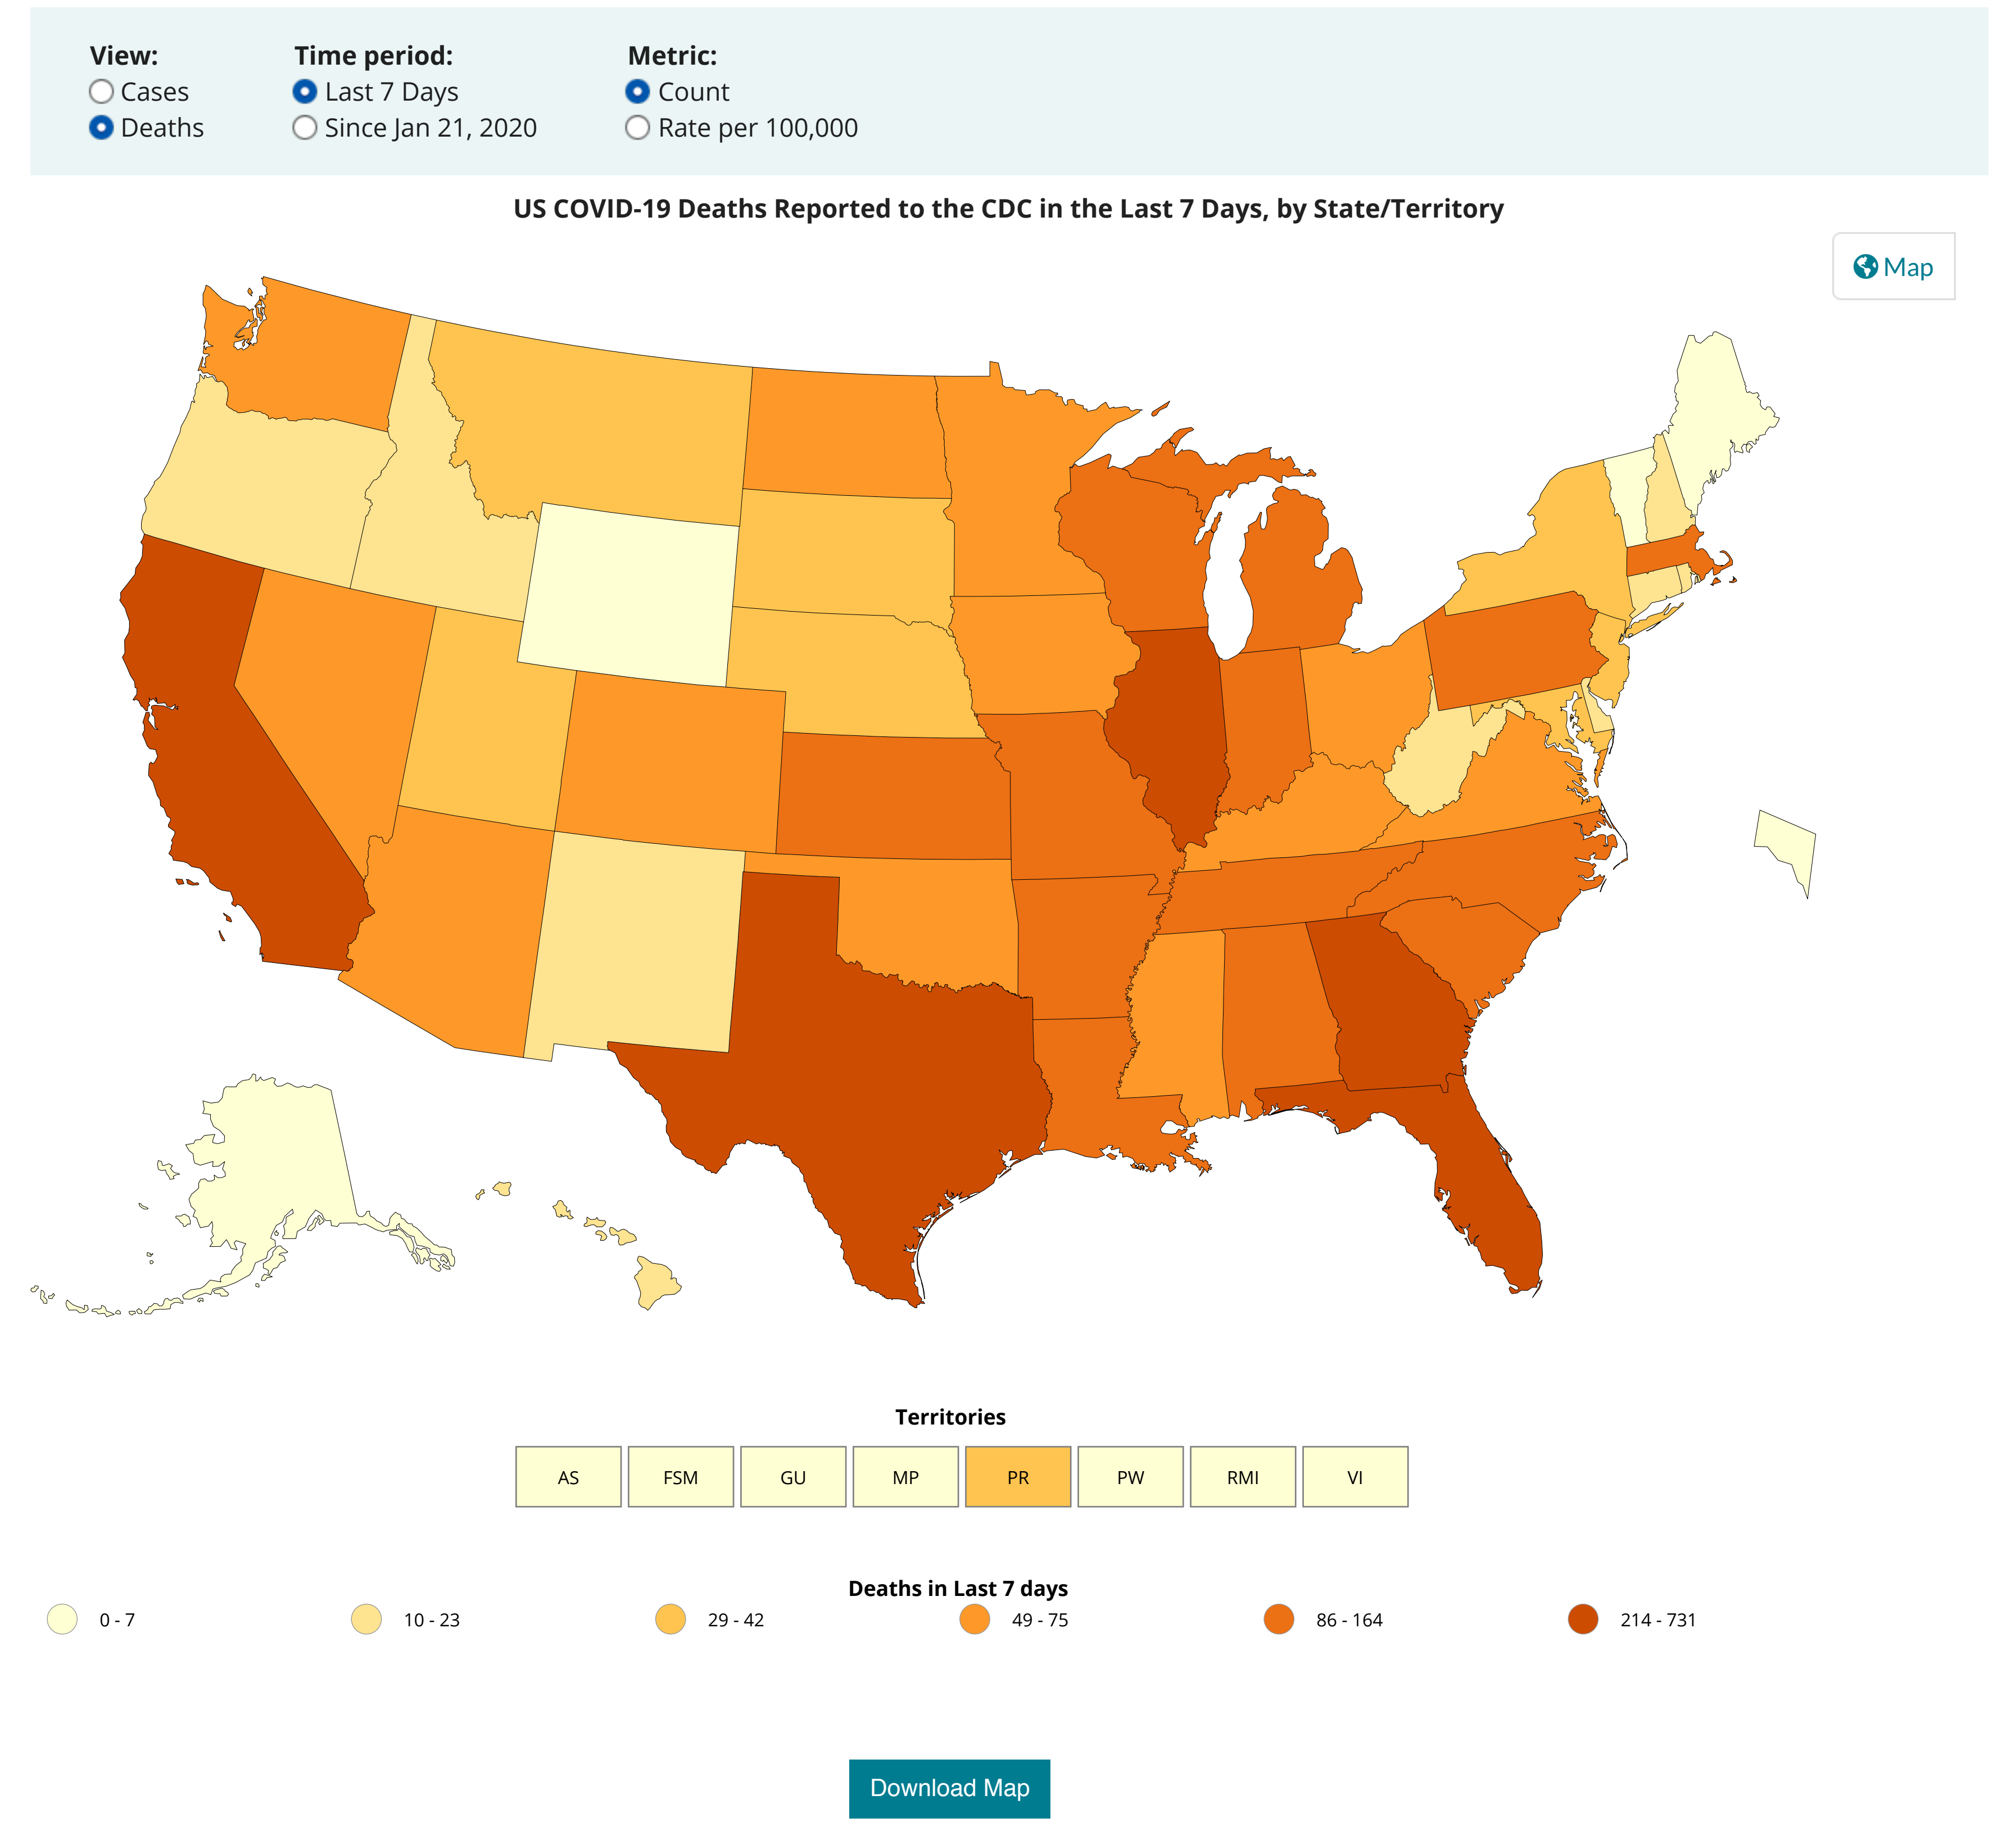 View:
Time period:
Metric:
Cases
Last 7 Days
Count
Deaths
Since Jan 21, 2020
Rate per 100,000
US COVID-19 Deaths Reported to the CDC in the Last 7 Days, by State/Territory
Map
Territories
AS FSM GU MP PR PW RMI VI
Deaths in Last 7 days
0 - 7 10 - 23 29 - 42 49 - 75 86 - 164 214 - 731
Download Map